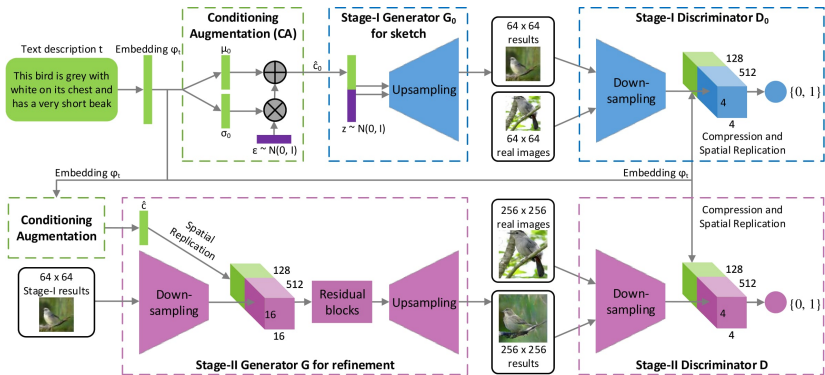 Text description t
This bird is grey with
white on its chest and
has a very short beak
Embedding φt
Conditioning
Augmentation (CA)
μ0
σ0
ε ~ N(0, I)
ĉ0
Stage-I Generator G0
for sketch
Upsampling
z ~ N(0, I)
64 x 64
results
64 x 64
real images
Stage-I Discriminator D0
Down-
sampling
128
512
4
4
{0, 1}
Compression and
Spatial Replication
Embedding φt
Embedding φt
Conditioning
Augmentation
ĉ
Spatial
Replication
64 x 64
Stage-I results
Down-
sampling
128
512
16
16
Residual
blocks
Upsampling
Stage-II Generator G for refinement
256 x 256
real images
256 x 256
results
Compression and
Spatial Replication
Down-
sampling
128
512
4
4
{0, 1}
Stage-II Discriminator D